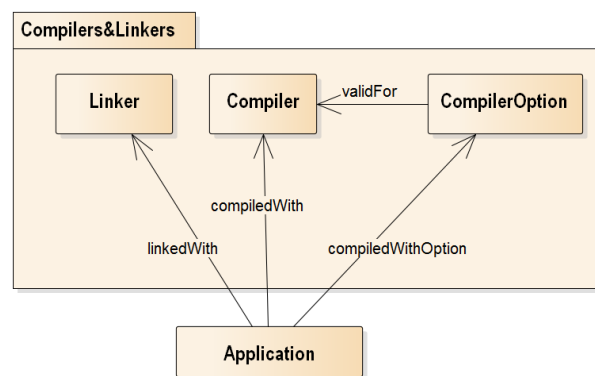 Compilers&Linkers
Linker
Compiler
validFor
CompilerOption
compiledWith
linkedWith
compiledWithOption
Application